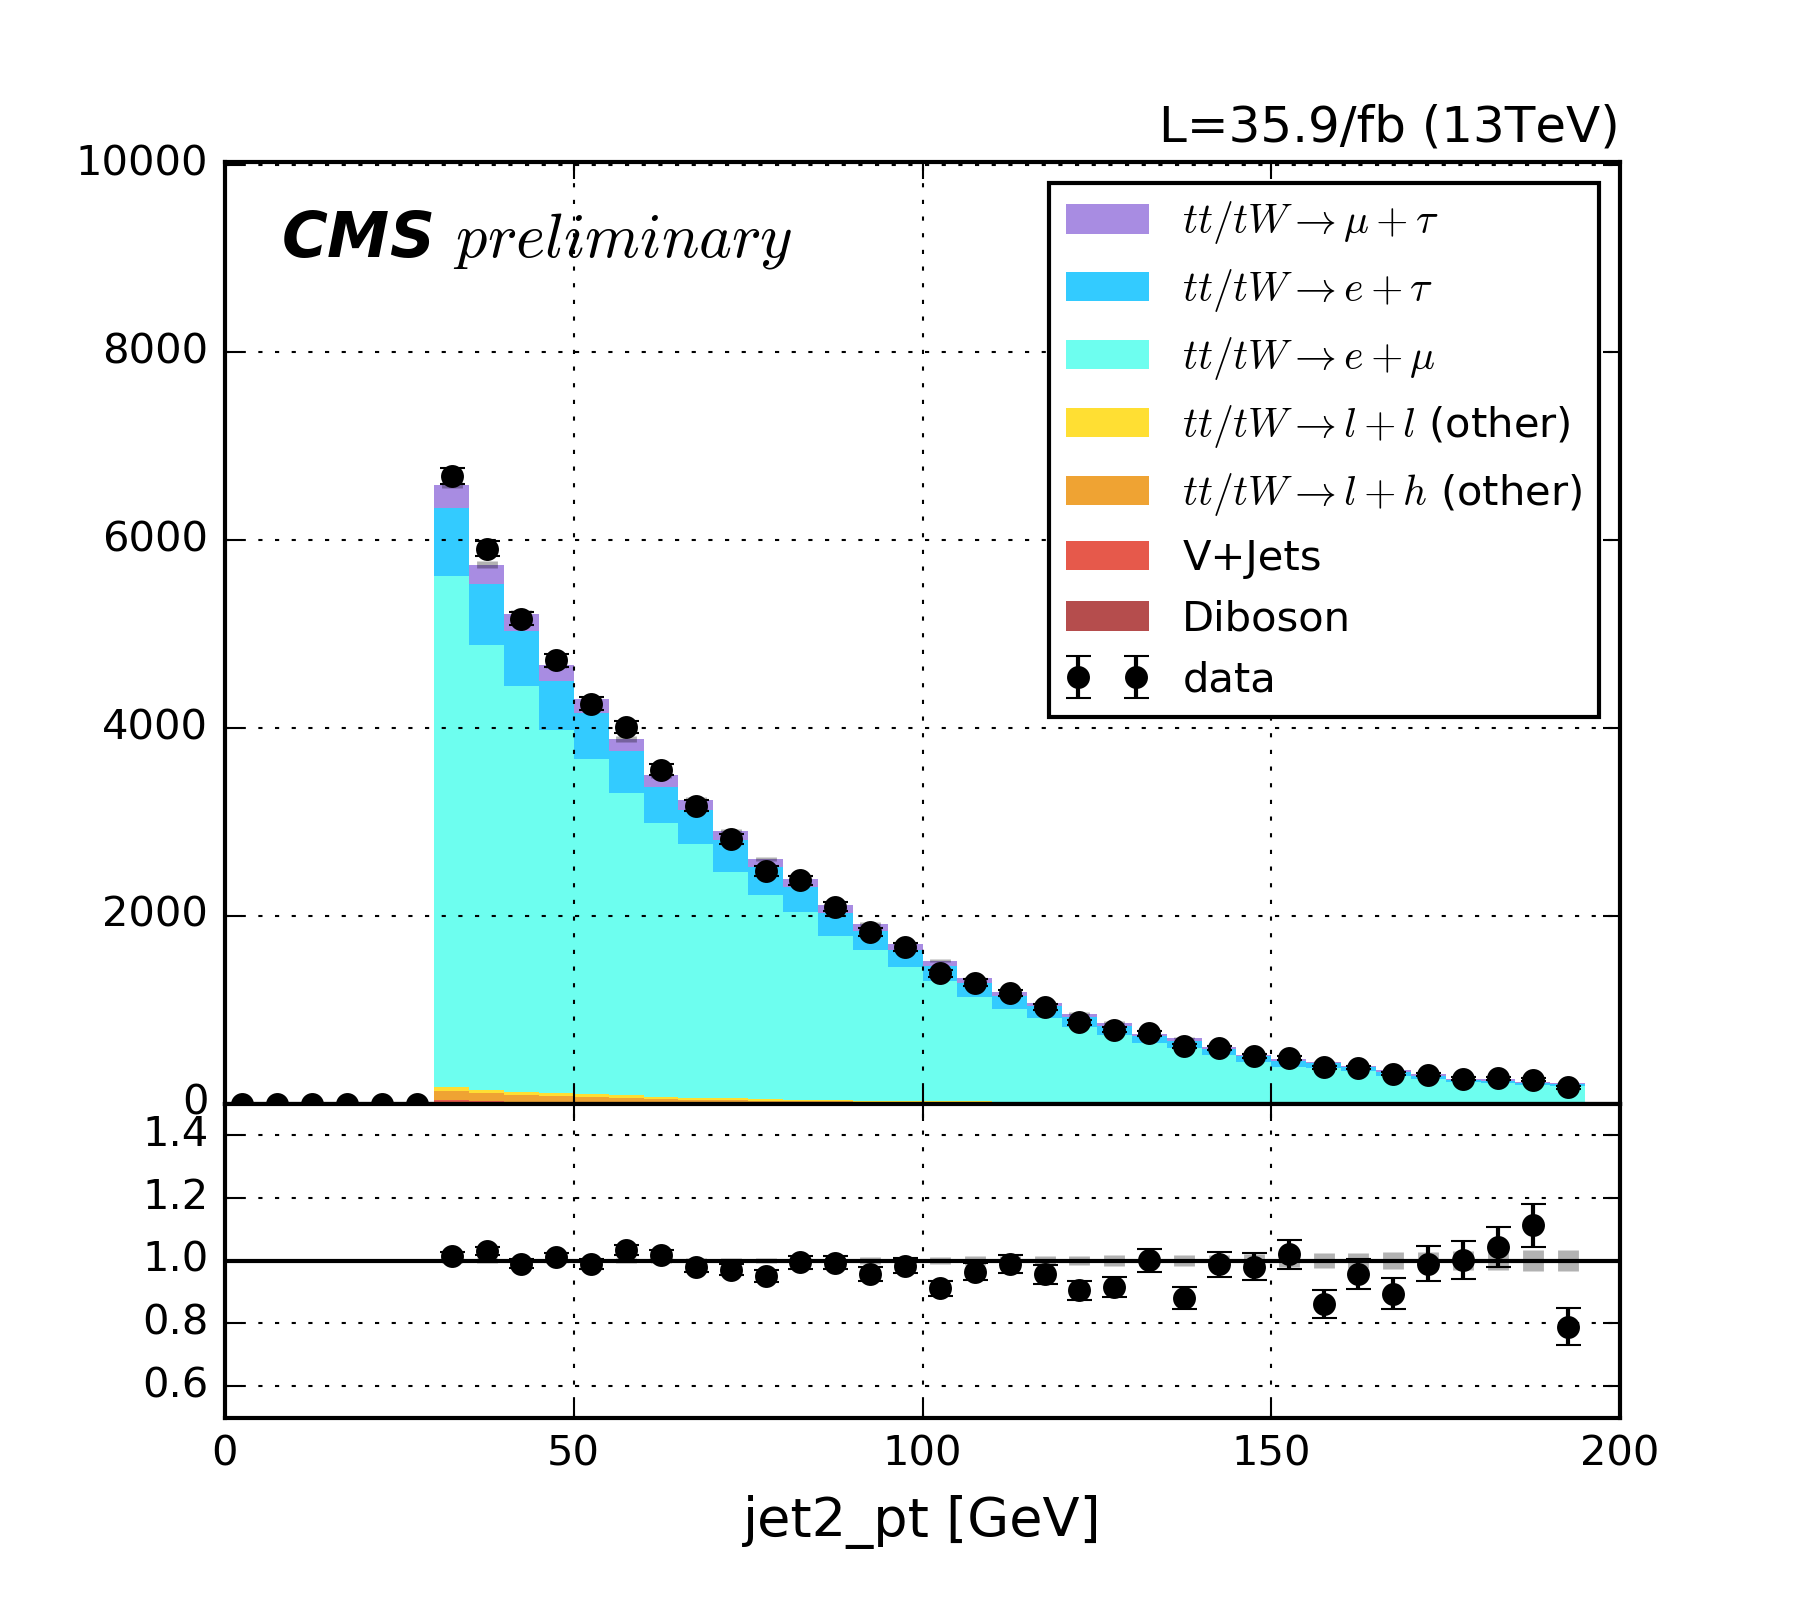 L=35.9/fb (13TeV)
10000
CMS preliminary
tt/tW→μ+τ
tt/tW→e+τ
tt/tW→e+μ
tt/tW→l+l (other)
tt/tW→l+h (other)
V+Jets
Diboson
data
8000
6000
4000
2000
0
1.4
1.2
1.0
0.8
0.6
0 50 100 150 200
jet2_pt [GeV]